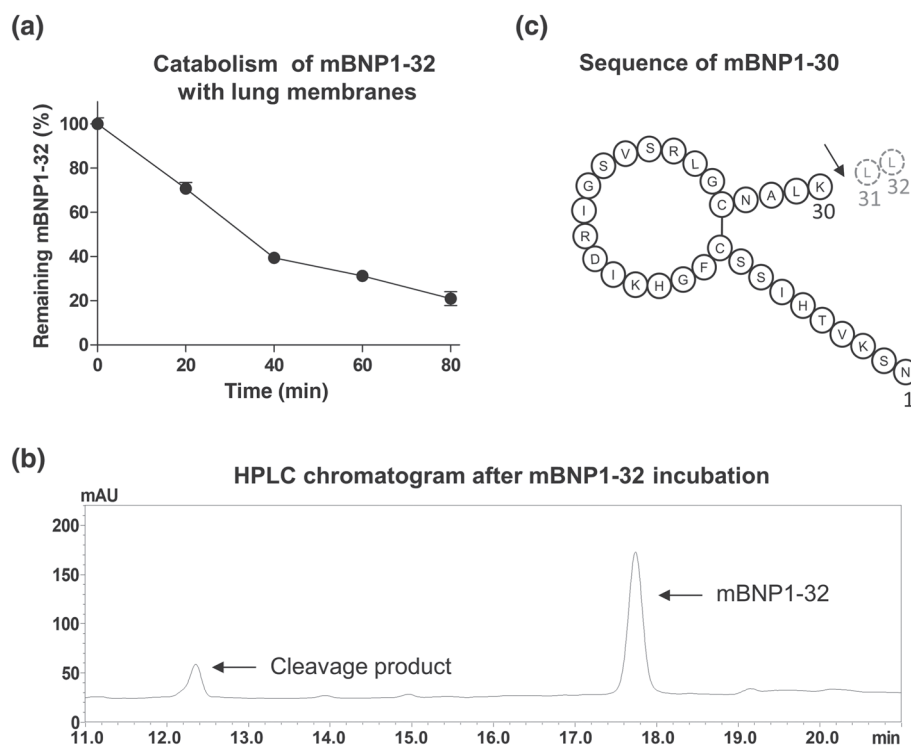 (a)
Catabolism of mBNP1-32
with lung membranes
Remaining mBNP1-32 (%)
100
80
60
40
20
0
0 20 40 60 80
Time (min)
(c)
Sequence of mBNP1-30
S V S R L G
G
I
R
D
I K H G F
C N A L K
L L
30 31 32
C S S I H T V K S N
1
(b)
HPLC chromatogram after mBNP1-32 incubation
mAU
200
150
100
50
0
mBNP1-32
Cleavage product
11.0 12.0 13.0 14.0 15.0 16.0 17.0 18.0 19.0 20.0 min